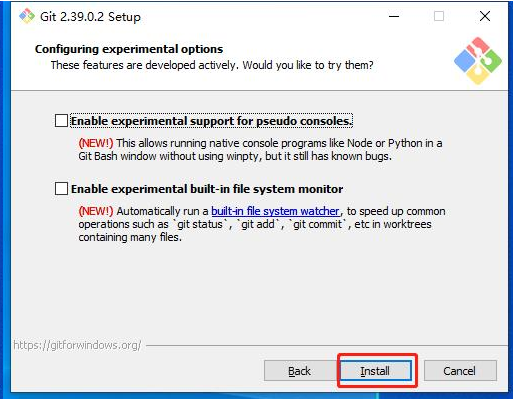 Git 2.39.0.2 Setup
Configuring experimental options
These features are developed actively. Would you like to try them?
Enable experimental support for pseudo consoles.
(NEW!) This allows running native console programs like Node or Python in a
Git Bash window without using winpty, but it still has known bugs.
Enable experimental built-in file system monitor
(NEW!) Automatically run a built-in file system watcher, to speed up common
operations such as `git status`, `git add`, `git commit`, etc in worktrees
containing many files.
https://gitforwindows.org/
Back Install Cancel